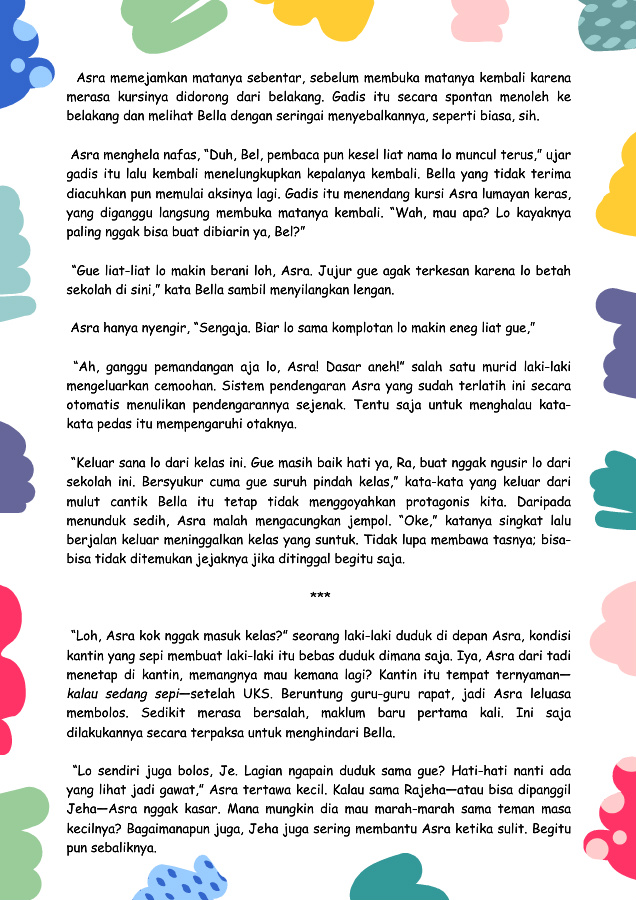 Asra memejamkan matanya sebentar, sebelum membuka matanya kembali karena
merasa kursinya didorong dari belakang. Gadis itu secara spontan menoleh ke
belakang dan melihat Bella dengan seringai menyebalkannya, seperti biasa, sih.
Asra menghela nafas, “Duh, Bel, pembaca pun kesel liat nama lo muncul terus,” ujar
gadis itu lalu kembali menelungkupkan kepalanya kembali. Bella yang tidak terima
diacuhkan pun memulai aksinya lagi. Gadis itu menendang kursi Asra lumayan keras,
yang diganggu langsung membuka matanya kembali. “Wah, mau apa? Lo kayaknya
paling nggak bisa buat dibiarin ya, Bel?”
“Gue liat-liat lo makin berani loh, Asra. Jujur gue agak terkesan karena lo betah
sekolah di sini,” kata Bella sambil menyilangkan lengan.
Asra hanya nyengir, “Sengaja. Biar lo sama komplotan lo makin eneg liat gue,”
“Ah, ganggu pemandangan aja lo, Asra! Dasar aneh!” salah satu murid laki-laki
mengeluarkan cemoohan. Sistem pendengaran Asra yang sudah terlatih ini secara
otomatis menulikan pendengarannya sejenak. Tentu saja untuk menghalau kata-
kata pedas itu mempengaruhi otaknya.
“Keluar sana lo dari kelas ini. Gue masih baik hati ya, Ra, buat nggak ngusir lo dari
sekolah ini. Bersyukur cuma gue suruh pindah kelas,” kata-kata yang keluar dari
mulut cantik Bella itu tetap tidak menggoyahkan protagonis kita. Daripada
menunduk sedih, Asra malah mengacungkan jempol. “Oke,” katanya singkat lalu
berjalan keluar meninggalkan kelas yang suntuk. Tidak lupa membawa tasnya; bisa-
bisa tidak ditemukan jejaknya jika ditinggal begitu saja.
***
“Loh, Asra kok nggak masuk kelas?” seorang laki-laki duduk di depan Asra, kondisi
kantin yang sepi membuat laki-laki itu bebas duduk dimana saja. Iya, Asra dari tadi
menetap di kantin, memangnya mau kemana lagi? Kantin itu tempat ternyaman—
kalau sedang sepi—setelah UKS. Beruntung guru-guru rapat, jadi Asra leluasa
membolos. Sedikit merasa bersalah, maklum baru pertama kali. Ini saja
dilakukannya secara terpaksa untuk menghindari Bella.
“Lo sendiri juga bolos, Je. Lagian ngapain duduk sama gue? Hati-hati nanti ada
yang lihat jadi gawat,” Asra tertawa kecil. Kalau sama Rajeha—atau bisa dipanggil
Jeha—Asra nggak kasar. Mana mungkin dia mau marah-marah sama teman masa
kecilnya? Bagaimanapun juga, Jeha juga sering membantu Asra ketika sulit. Begitu
pun sebaliknya.